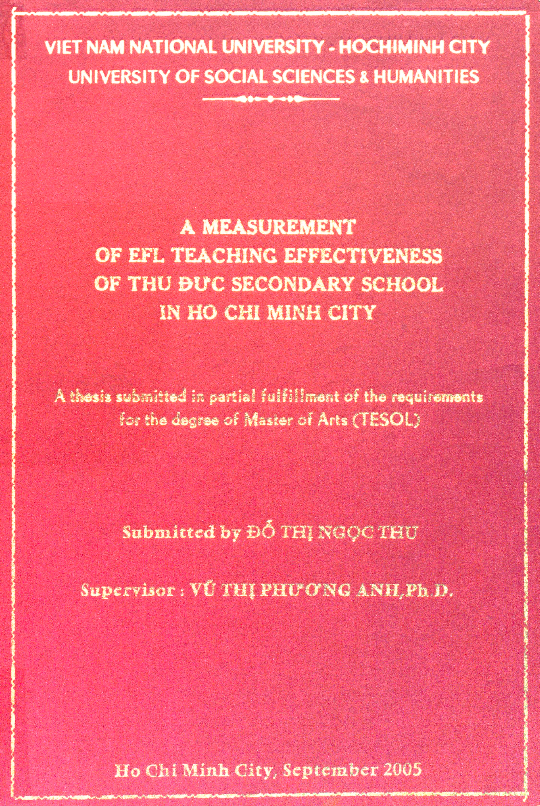 VIET NAM NATIONAL UNIVERSITY - HOCHIMINH CITY
UNIVERSITY OF SOCIAL SCIENCES & HUMANITIES
A MEASUREMENT
OF EFL TEACHING EFFECTIVENESS
OF THU ĐỨC SECONDARY SCHOOL
IN HO CHI MINH CITY
A thesis submitted in partial fulfillment of the requirements
for the degree of Master of Arts (TESOL)
Submitted by ĐỖ THỊ NGỌC THU
Supervisor : VŨ THỊ PHƯƠNG ANH,Ph.D.
Ho Chi Minh City, September 2005